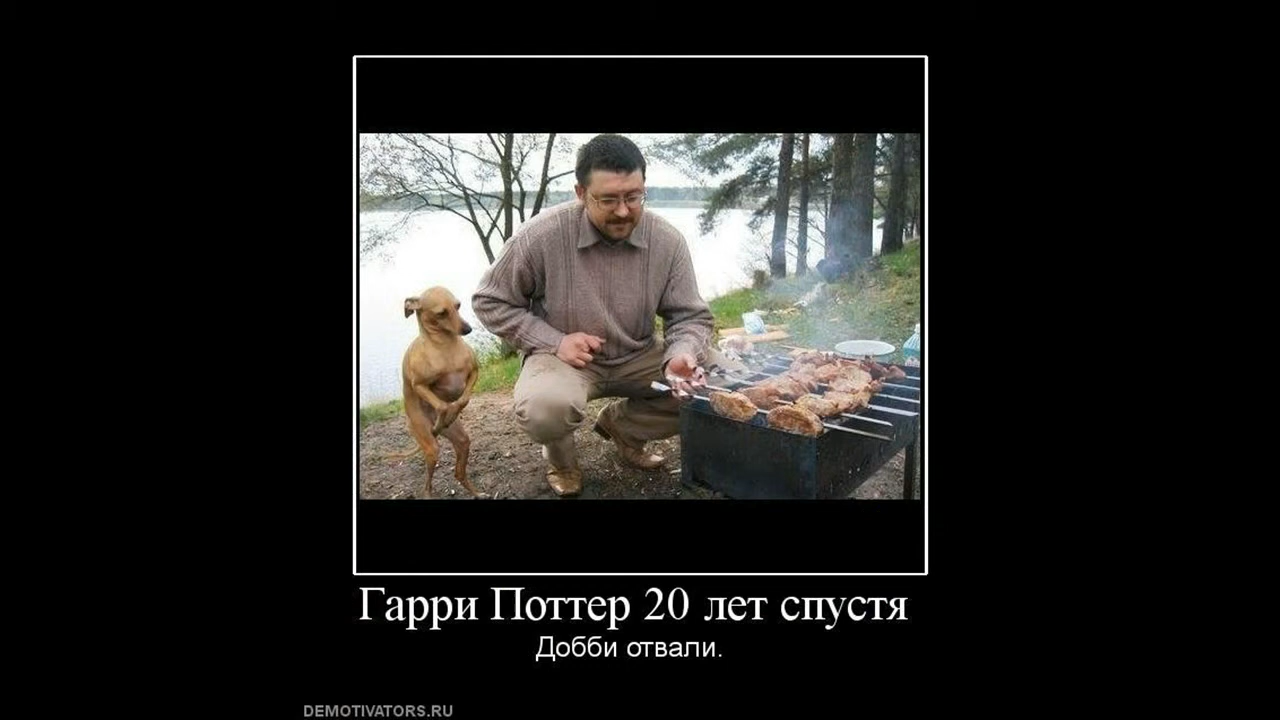 Гарри Поттер 20 лет спустя
Добби отвали.
DEMOTIVATORS.RU